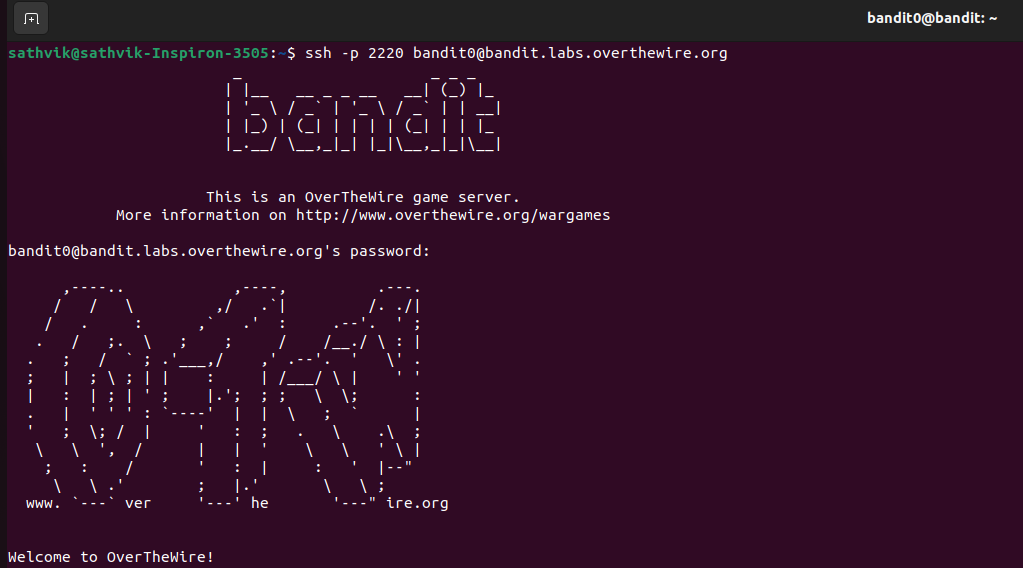 bandit0@bandit: ~
sathvik@sathvik-Inspiron-3505:~$ ssh -p 2220 bandit0@bandit.labs.overthewire.org
bandit
This is an OverTheWire game server.
More information on http://www.overthewire.org/wargames
bandit0@bandit.labs.overthewire.org's password:
www. `---` ver '---' he '---" ire.org
Welcome to OverTheWire!